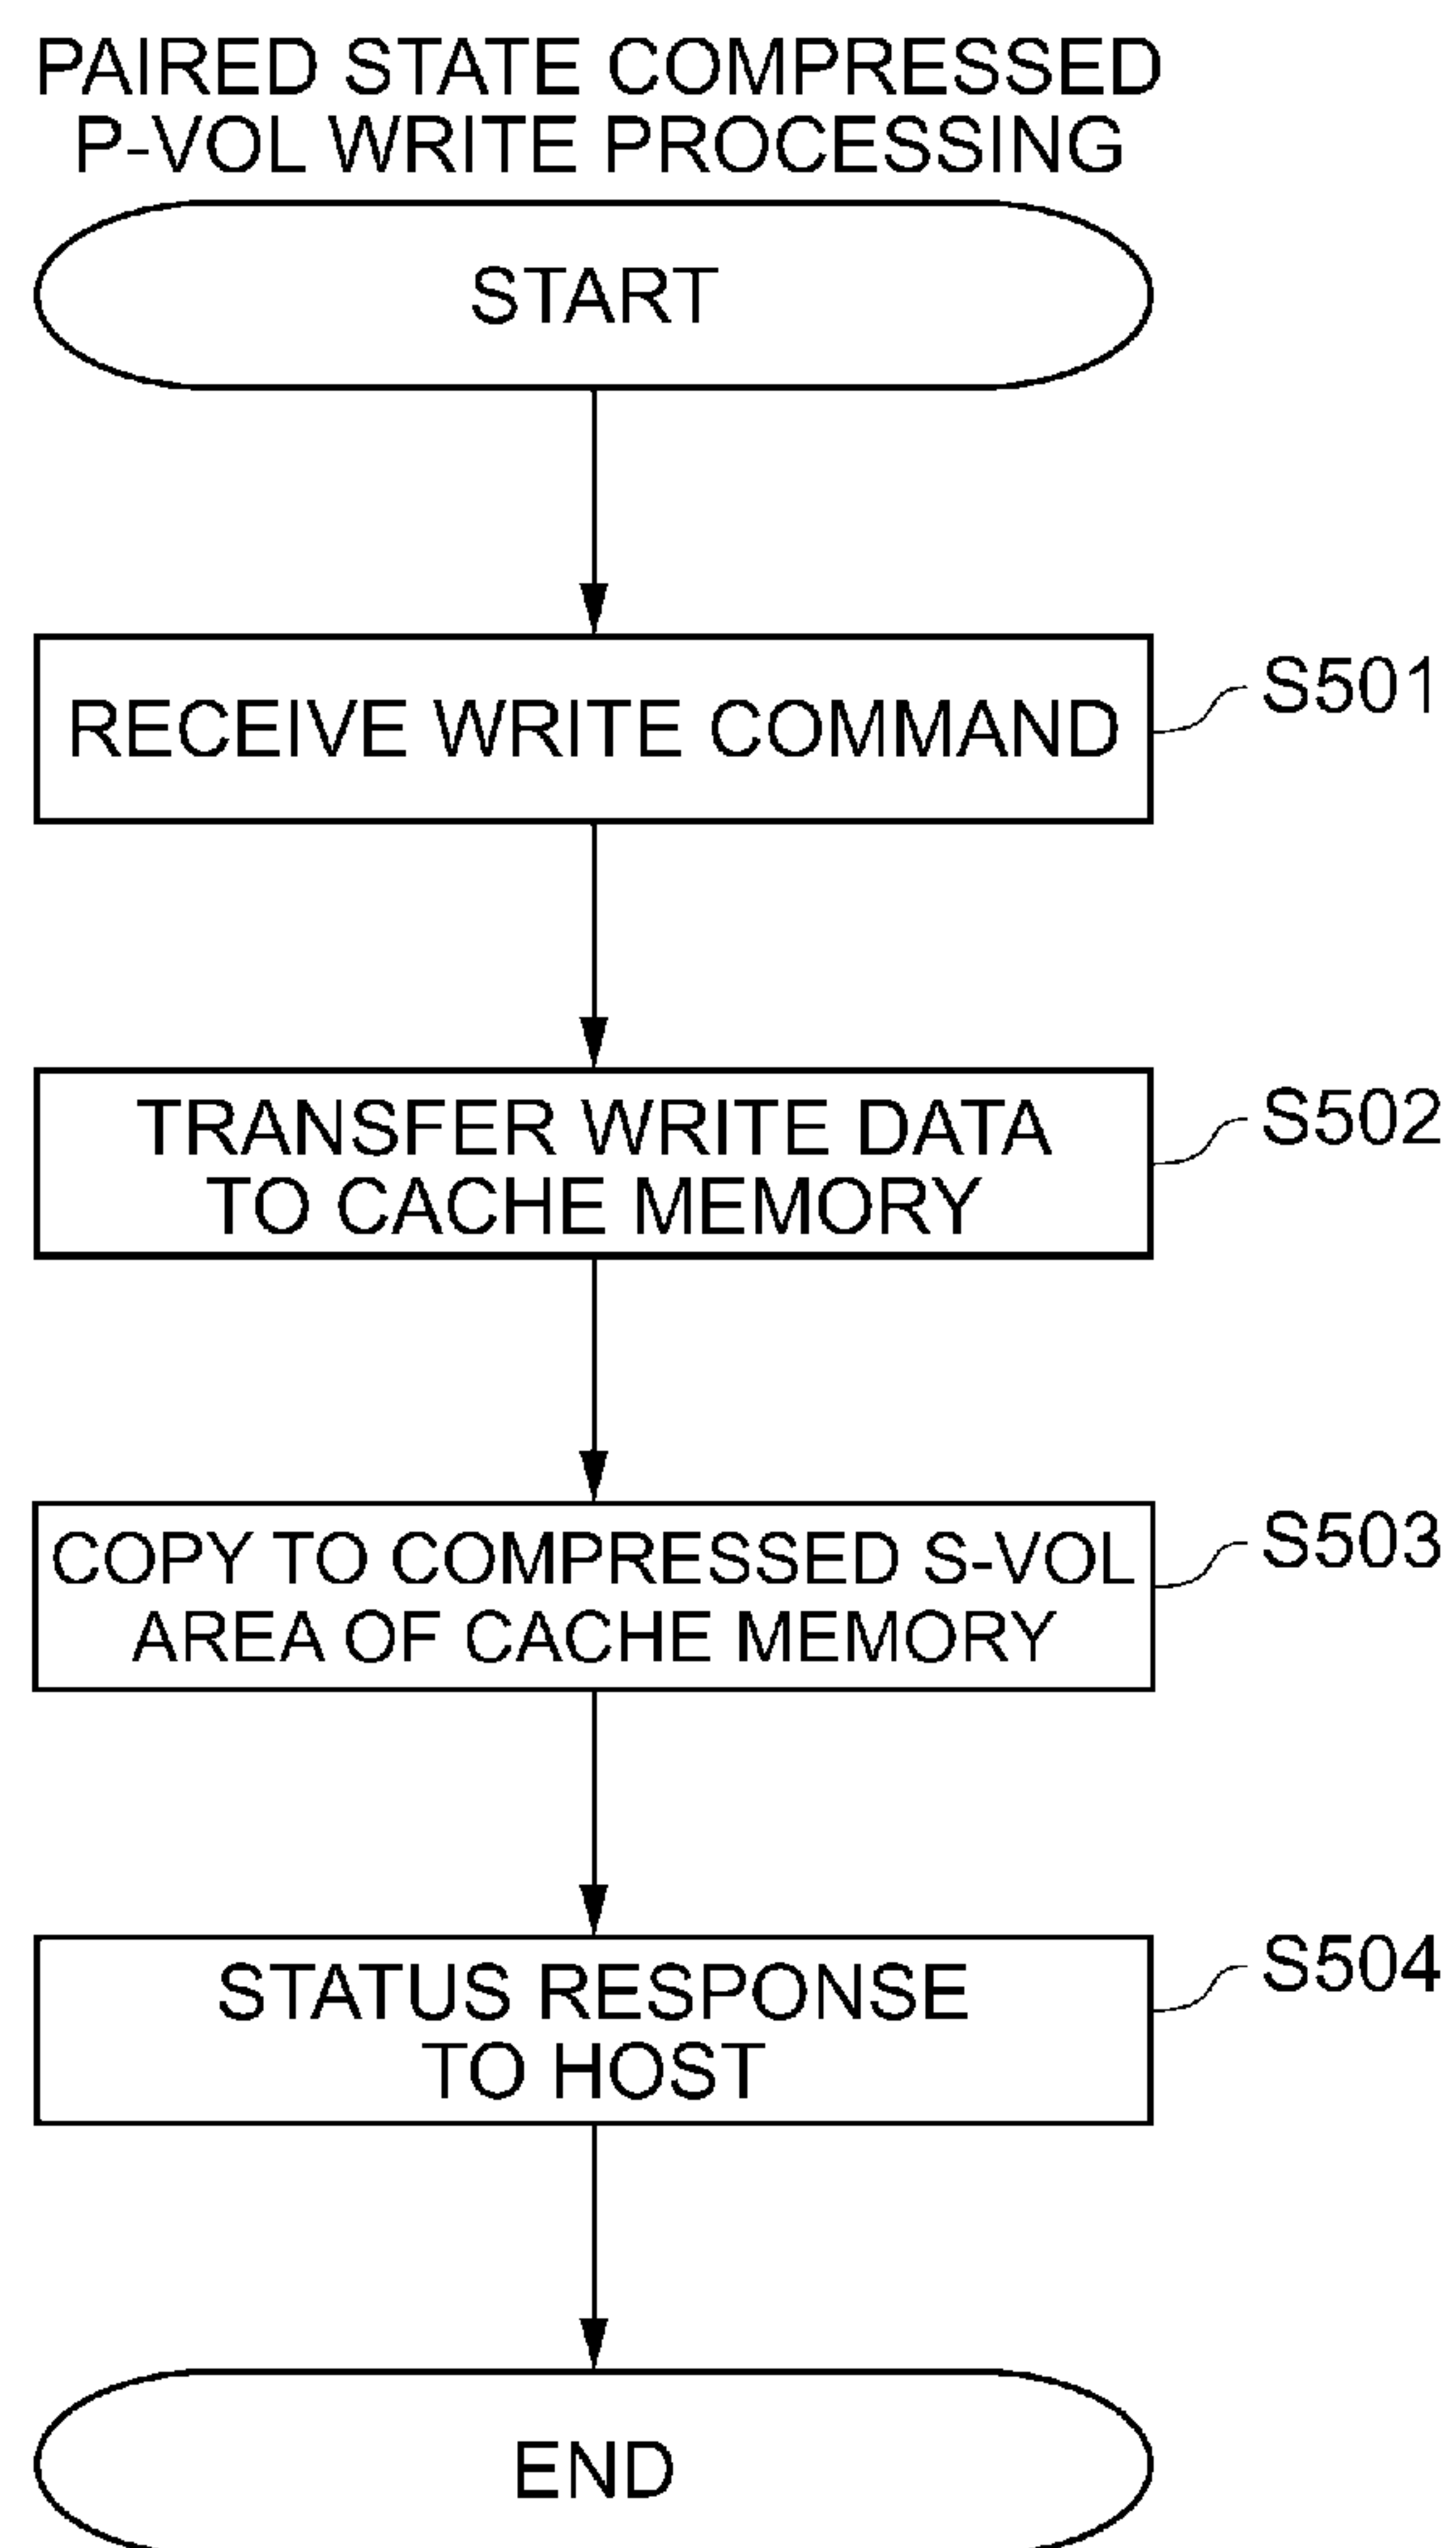 PAIRED STATE COMPRESSED
P-VOL WRITE PROCESSING
START
RECEIVE WRITE COMMAND
S501
TRANSFER WRITE DATA
TO CACHE MEMORY
S502
COPY TO COMPRESSED S-VOL
AREA OF CACHE MEMORY
S503
STATUS RESPONSE
TO HOST
S504
END